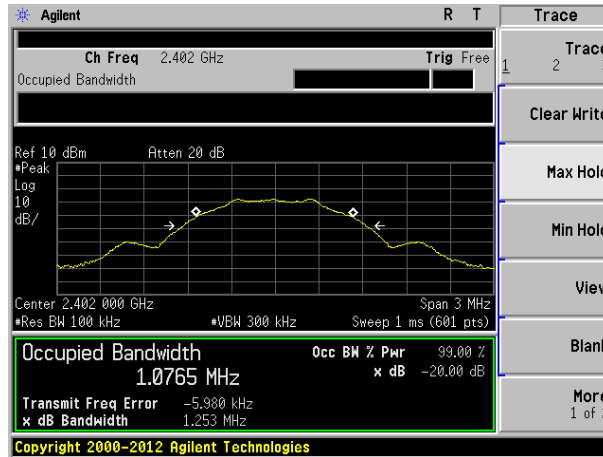 Agilent R T Trace
Ch Freq 2.402 GHz Trig Free
Occupied Bandwidth
Trace
1 2
Clear Write
Max Hold
Min Hold
View
Blank
More
1 of
Ref 10 dBm Atten 20 dB
#Peak
Log
10
dB/
Center 2.402 000 GHz Span 3 MHz
#Res BW 100 kHz #VBW 300 kHz Sweep 1 ms (601 pts)
Occupied Bandwidth Occ BW % Pwr 99.00 %
1.0765 MHz x dB -20.00 dB
Transmit Freq Error -5.980 kHz
x dB Bandwidth 1.253 MHz
Copyright 2000-2012 Agilent Technologies